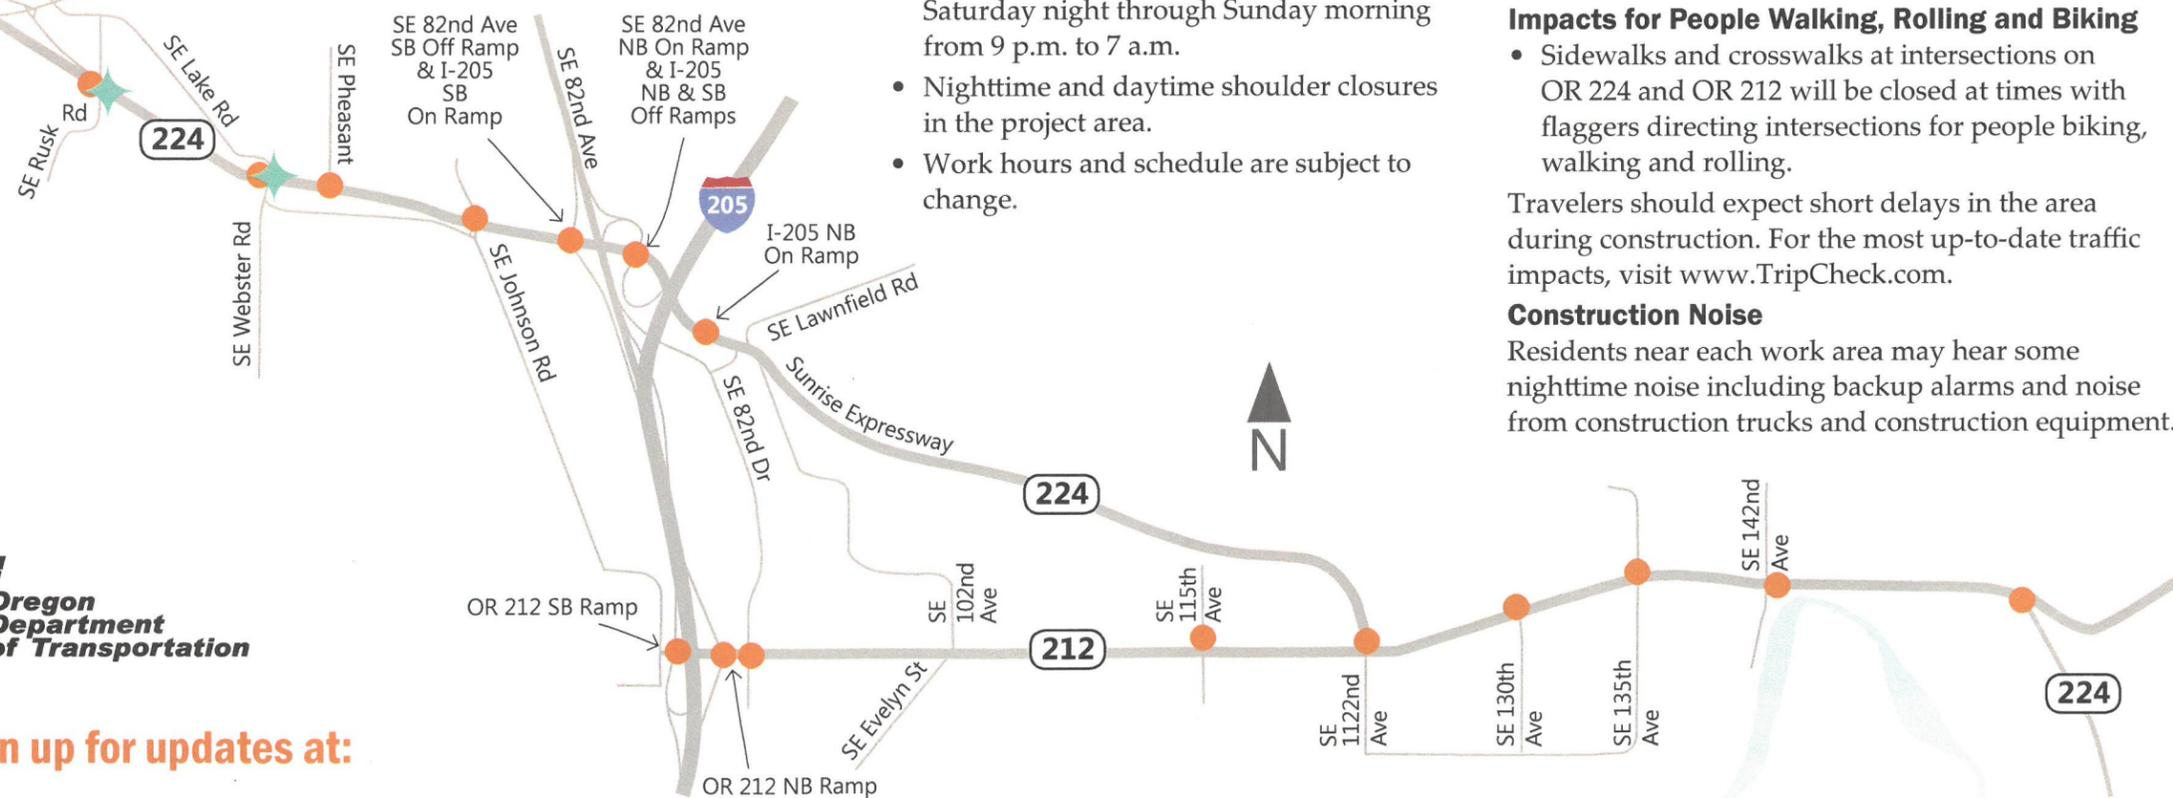 Saturday night through Sunday morning
from 9 p.m. to 7 a.m.
• Nighttime and daytime shoulder closures
in the project area.
• Work hours and schedule are subject to
change.
Impacts for People Walking, Rolling and Biking
• Sidewalks and crosswalks at intersections on
OR 224 and OR 212 will be closed at times with
flaggers directing intersections for people biking,
walking and rolling.
Travelers should expect short delays in the area
during construction. For the most up-to-date traffic
impacts, visit www.TripCheck.com.
Construction Noise
Residents near each work area may hear some
nighttime noise including backup alarms and noise
from construction trucks and construction equipment.
SE Rusk
Rd
224
SE Lake Rd
SE Pheasant
SE 82nd Ave
SB Off Ramp
& I-205
SB
On Ramp
SE 82nd Ave
SE 82nd Ave
NB On Ramp
& I-205
NB & SB
Off Ramps
205
I-205 NB
On Ramp
SE Lawnfield Rd
SE Webster Rd
SE Johnson Rd
SE 82nd Dr
Sunrise Expressway
N
224
OR 212 SB Ramp
OR 212 NB Ramp
SE
102nd
Ave
SE Evelyn St
212
SE
115th
Ave
SE
1122nd
Ave
SE 130th
Ave
SE 135th
Ave
SE 142nd
Ave
224
Oregon
Department
of Transportation
n up for updates at: